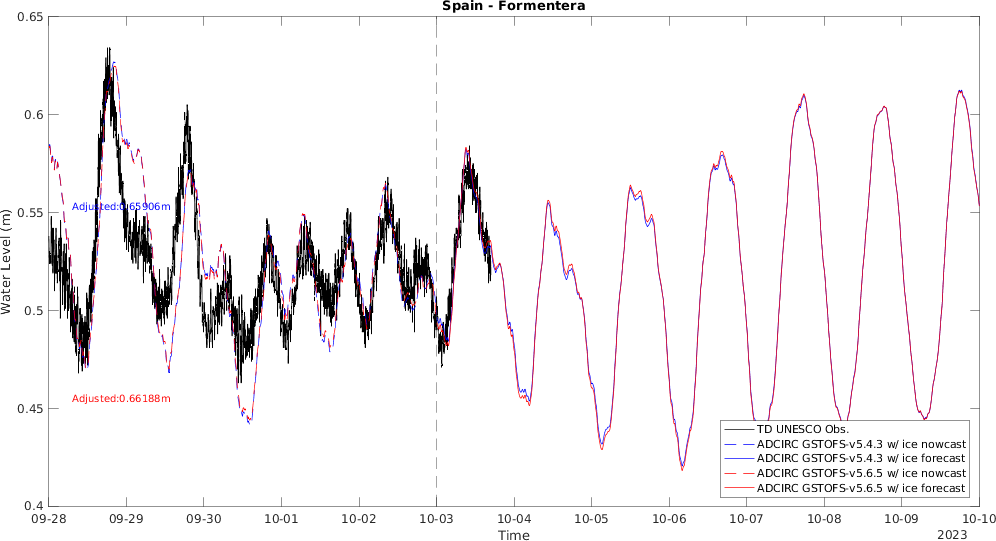 Spain - Formentera
0.65
0.6
0.55
0.5
0.45
0.4
Water Level (m)
Adjusted:0.65906m
Adjusted:0.66188m
TD UNESCO Obs.
ADCIRC GSTOFS-v5.4.3 w/ ice nowcast
ADCIRC GSTOFS-v5.4.3 w/ ice forecast
ADCIRC GSTOFS-v5.6.5 w/ ice nowcast
ADCIRC GSTOFS-v5.6.5 w/ ice forecast
09-28 09-29 09-30 10-01 10-02 10-03 10-04 10-05 10-06 10-07 10-08 10-09 10-10
Time
2023